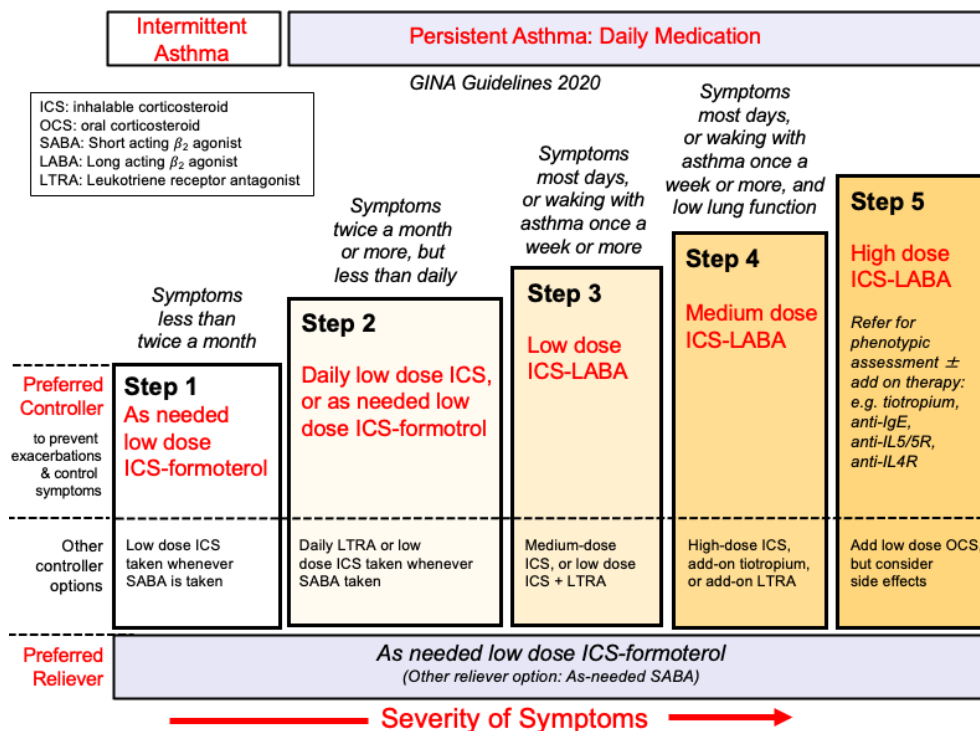 Intermittent
Asthma
Persistent Asthma: Daily Medication
GINA Guidelines 2020
ICS: inhalable corticosteroid
OCS: oral corticosteroid
SABA: Short acting β₂ agonist
LABA: Long acting β₂ agonist
LTRA: Leukotriene receptor antagonist
Symptoms
less than
twice a month
Symptoms
twice a month
or more, but
less than daily
Symptoms
most days,
or waking with
asthma once a
week or more
Symptoms
most days,
or waking with
asthma once a
week or more, and
low lung function
Preferred
Controller
to prevent
exacerbations
& control
symptoms
Step 1
As needed
low dose
ICS-formoterol
Step 2
Daily low dose ICS,
or as needed low
dose ICS-formotrol
Step 3
Low dose
ICS-LABA
Step 4
Medium dose
ICS-LABA
Step 5
High dose
ICS-LABA
Refer for
phenotypic
assessment ±
add on therapy:
e.g. tiotropium,
anti-IgE,
anti-IL5/5R,
anti-IL4R
Other
controller
options
Low dose ICS
taken whenever
SABA is taken
Daily LTRA or low
dose ICS taken whenever
SABA taken
Medium-dose
ICS, or low dose
ICS + LTRA
High-dose ICS,
add-on tiotropium,
or add-on LTRA
Add low dose OCS,
but consider
side effects
Preferred
Reliever
As needed low dose ICS-formoterol
(Other reliever option: As-needed SABA)
Severity of Symptoms